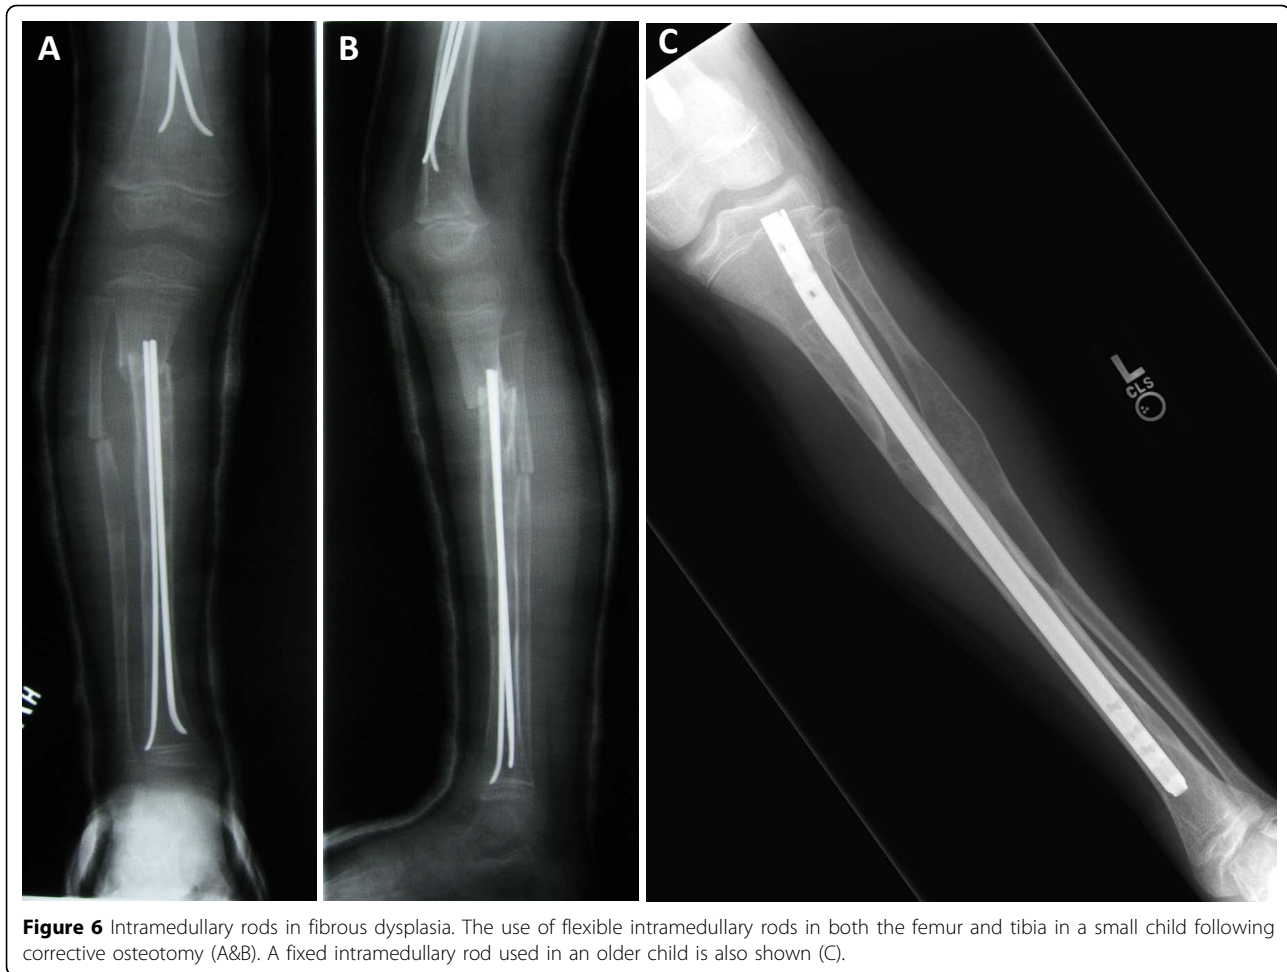 A
B
C
L
CLS
Figure 6 Intramedullary rods in fibrous dysplasia. The use of flexible intramedullary rods in both the femur and tibia in a small child following
corrective osteotomy (A&B). A fixed intramedullary rod used in an older child is also shown (C).